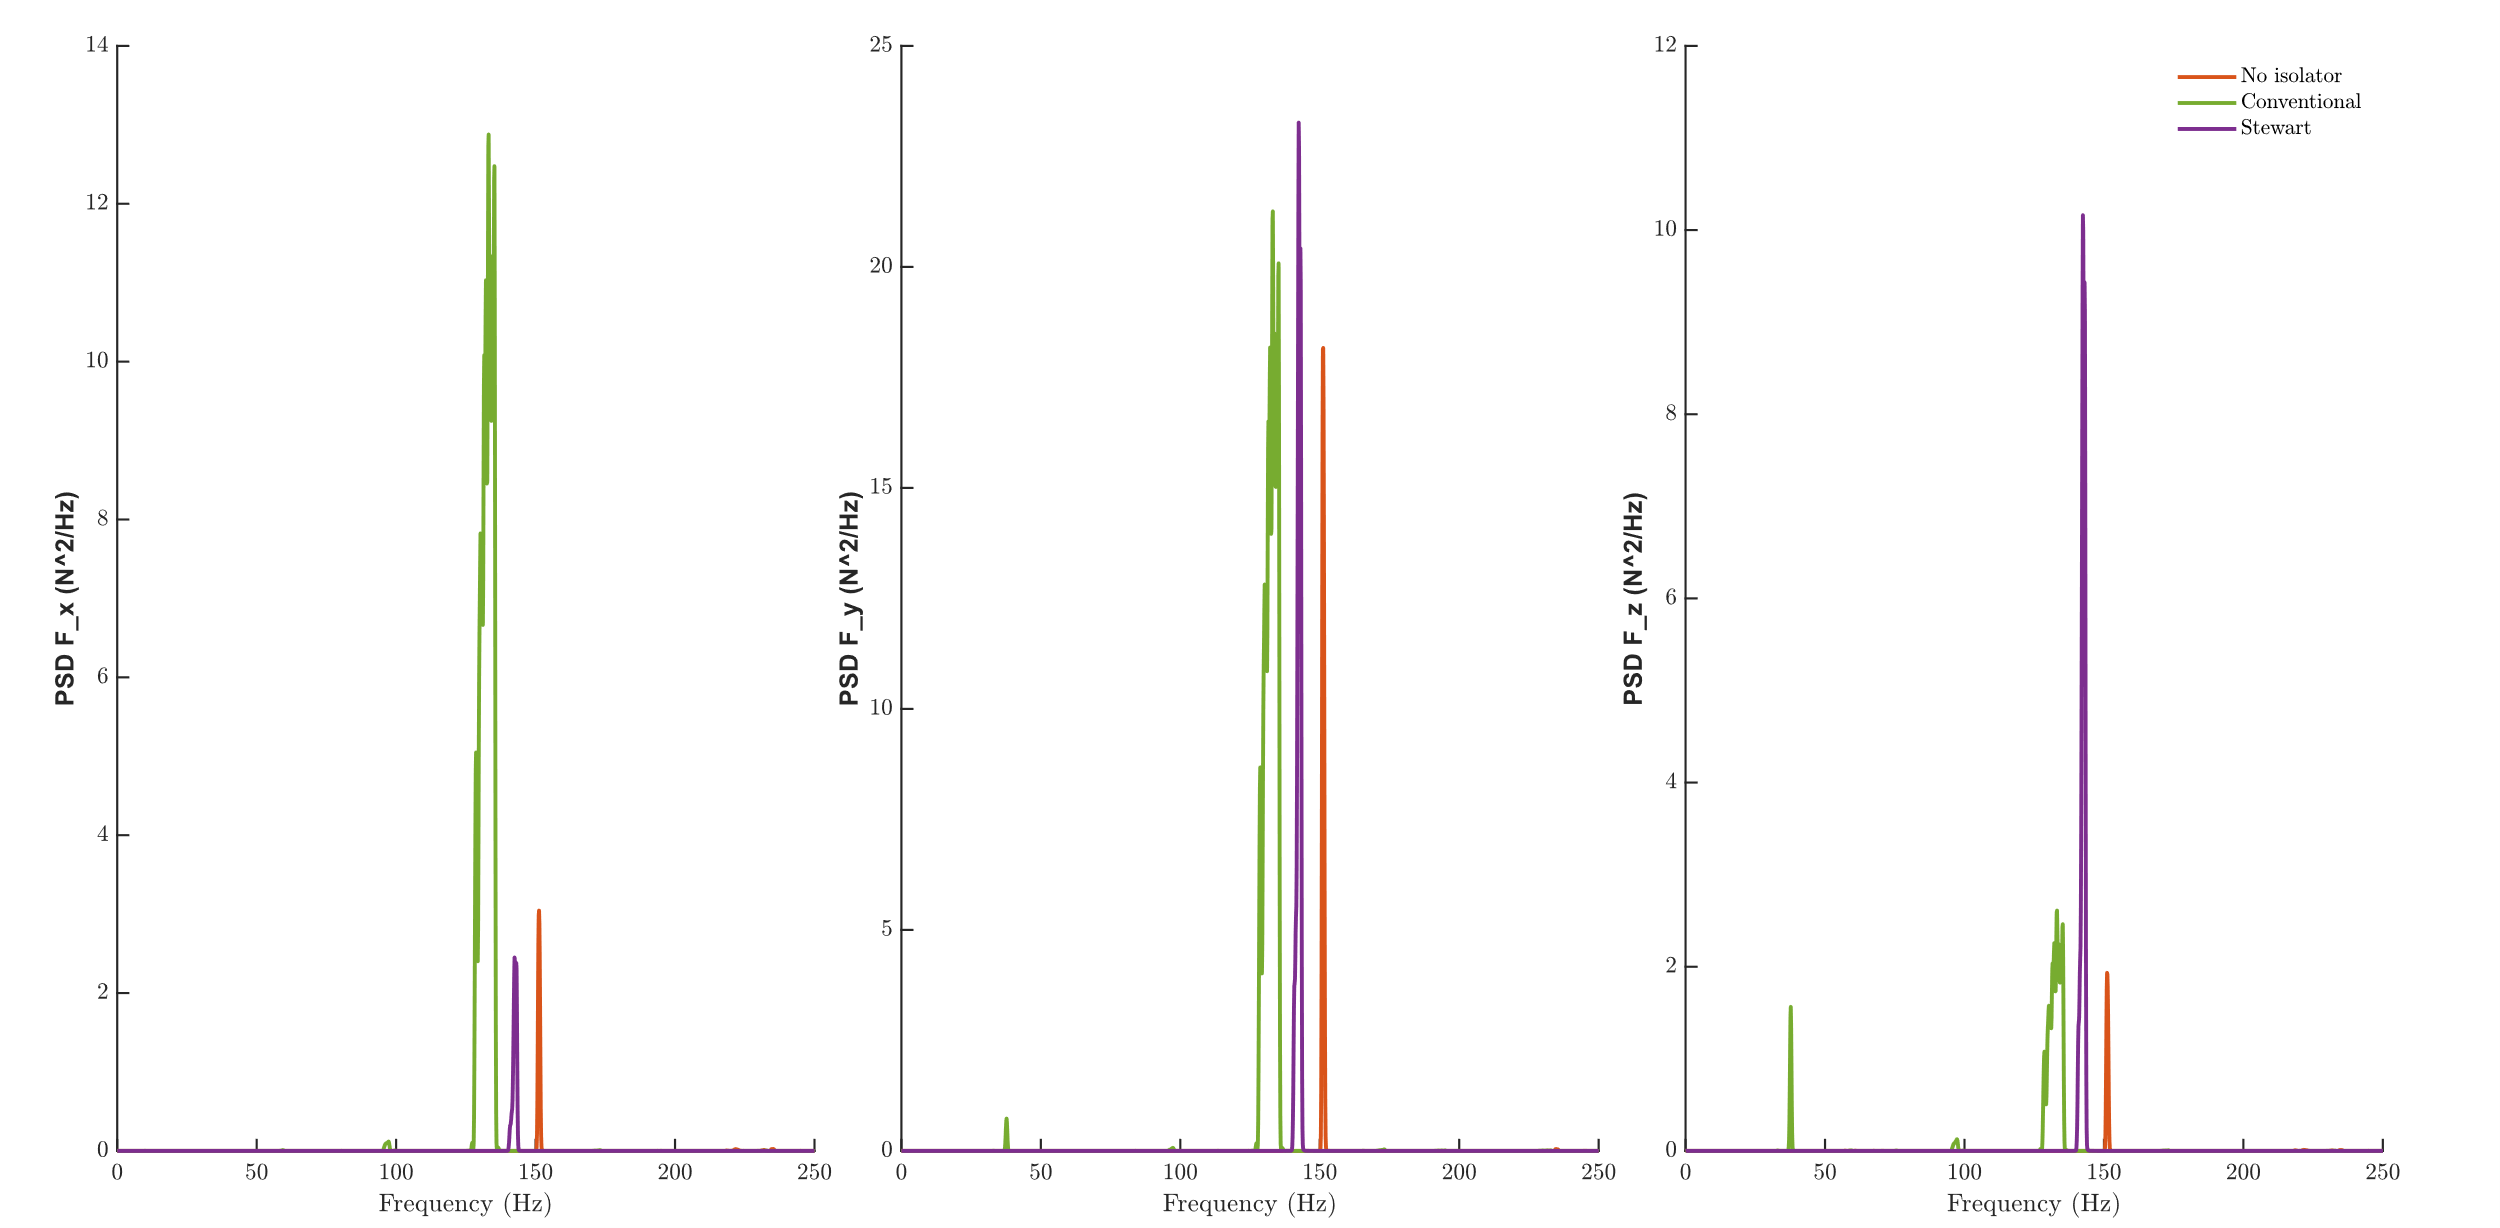 PSD F_x (N^2/Hz)
14
12
10
8
6
4
2
0
0 50 100 150 200 250
Frequency (Hz)
PSD F_y (N^2/Hz)
25
20
15
10
5
0
0 50 100 150 200 250
Frequency (Hz)
PSD F_z (N^2/Hz)
12
10
8
6
4
2
0
0 50 100 150 200 250
Frequency (Hz)
No isolator
Conventional
Stewart